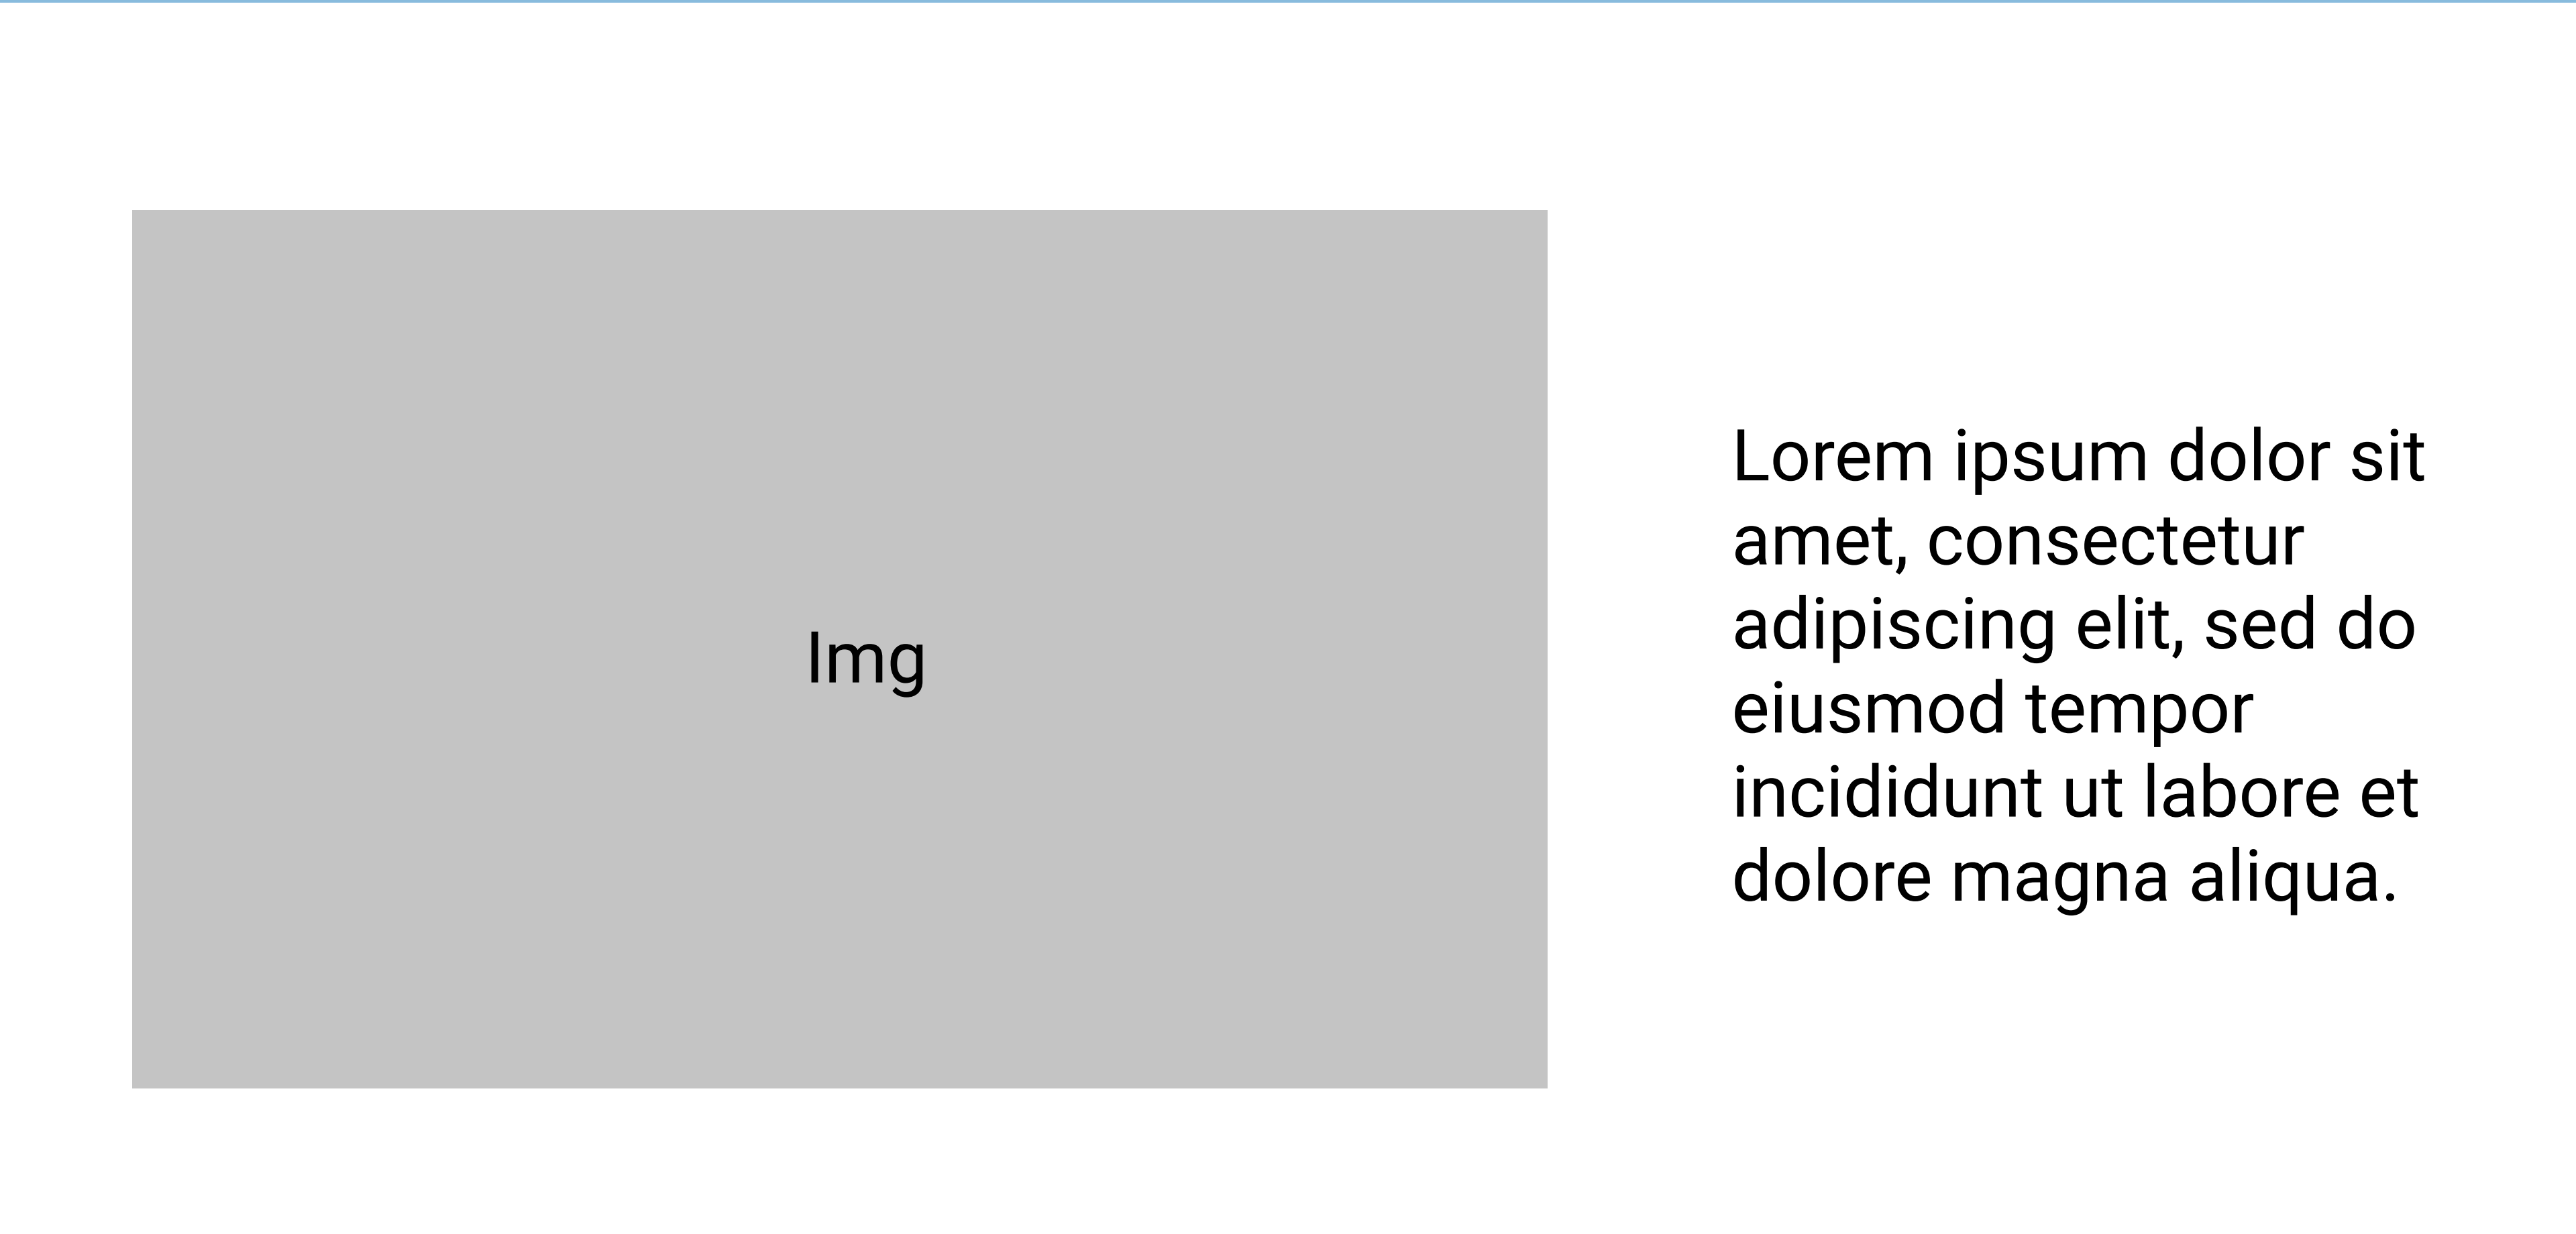 Img
Lorem ipsum dolor sit
amet, consectetur
adipiscing elit, sed do
eiusmod tempor
incididunt ut labore et
dolore magna aliqua.